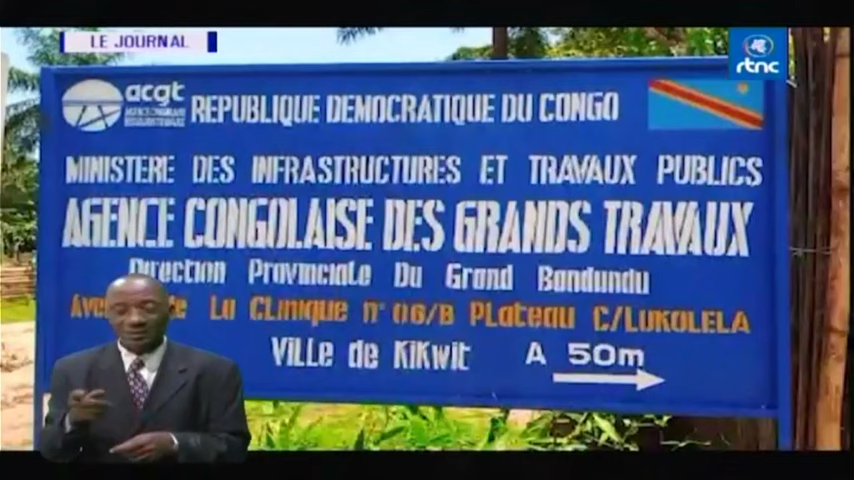 LE JOURNAL
rtnc
acgt
REPUBLIQUE DEMOCRATIQUE DU CONGO
MINISTERE DES INFRASTRUCTURES ET TRAVAUX PUBLICS
AGENCE CONGOLAISE DES GRANDS TRAVAUX
Direction Provinciale Du Grand Bandundu
La Clinique n° 06/B Plateau C/LUKOLELA
Ville de Kikwit A 50m